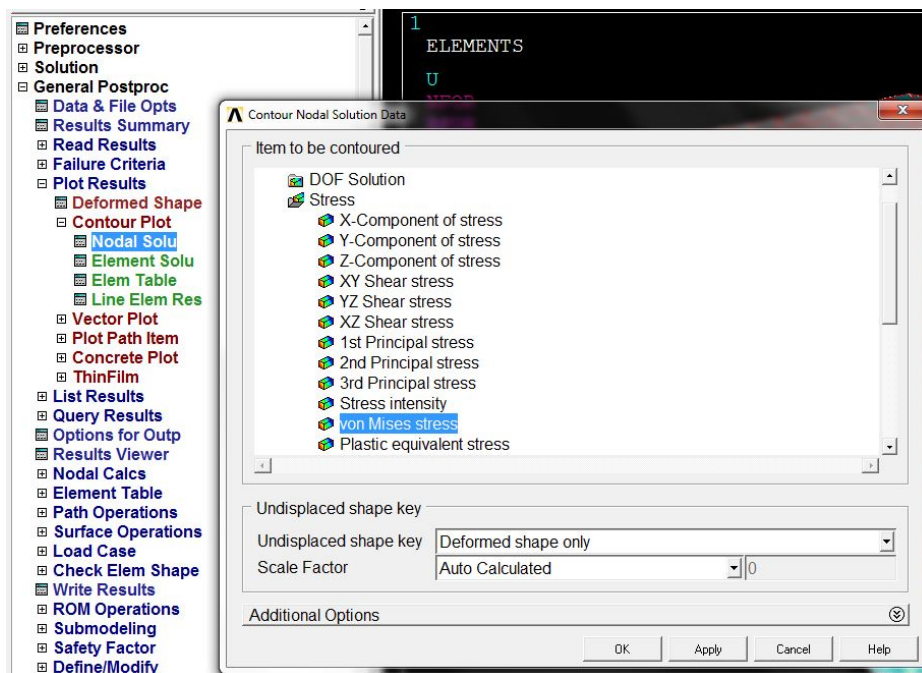 Preferences
Preprocessor
Solution
General Postproc
Data & File Opts
Results Summary
Read Results
Failure Criteria
Plot Results
Deformed Shape
Contour Plot
Nodal Solu
Element Solu
Elem Table
Line Elem Res
Vector Plot
Plot Path Item
Concrete Plot
ThinFilm
List Results
Query Results
Options for Outp
Results Viewer
Nodal Calcs
Element Table
Path Operations
Surface Operations
Load Case
Check Elem Shape
Write Results
ROM Operations
Submodeling
Safety Factor
Define/Modify
1
ELEMENTS
U
Contour Nodal Solution Data
Item to be contoured
DOF Solution
Stress
X-Component of stress
Y-Component of stress
Z-Component of stress
XY Shear stress
YZ Shear stress
XZ Shear stress
1st Principal stress
2nd Principal stress
3rd Principal stress
Stress intensity
von Mises stress
Plastic equivalent stress
Undisplaced shape key
Undisplaced shape key Deformed shape only
Scale Factor Auto Calculated 0
Additional Options
OK Apply Cancel Help